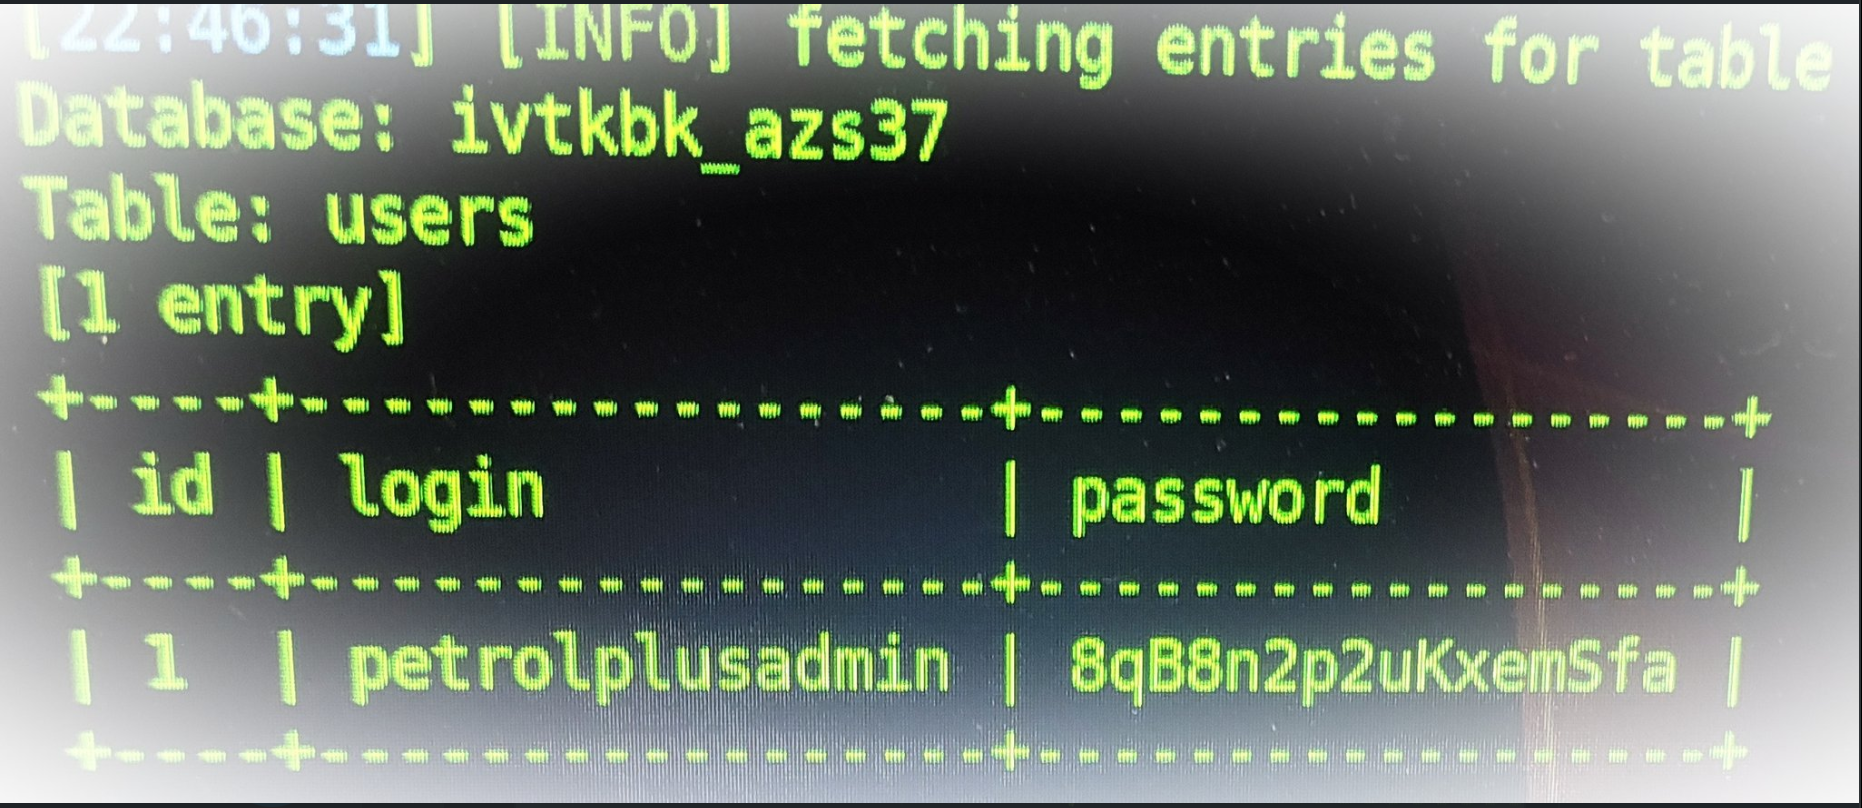 [22:46:31] [INFO] fetching entries for table
Database: ivtkbk_azs37
Table: users
[1 entry]
+----+-----------------+------------------+
| id | login | password |
+----+-----------------+------------------+
| 1 | petrolplusadmin | 8qB8n2p2uKxemSfa |
+----+-----------------+------------------+